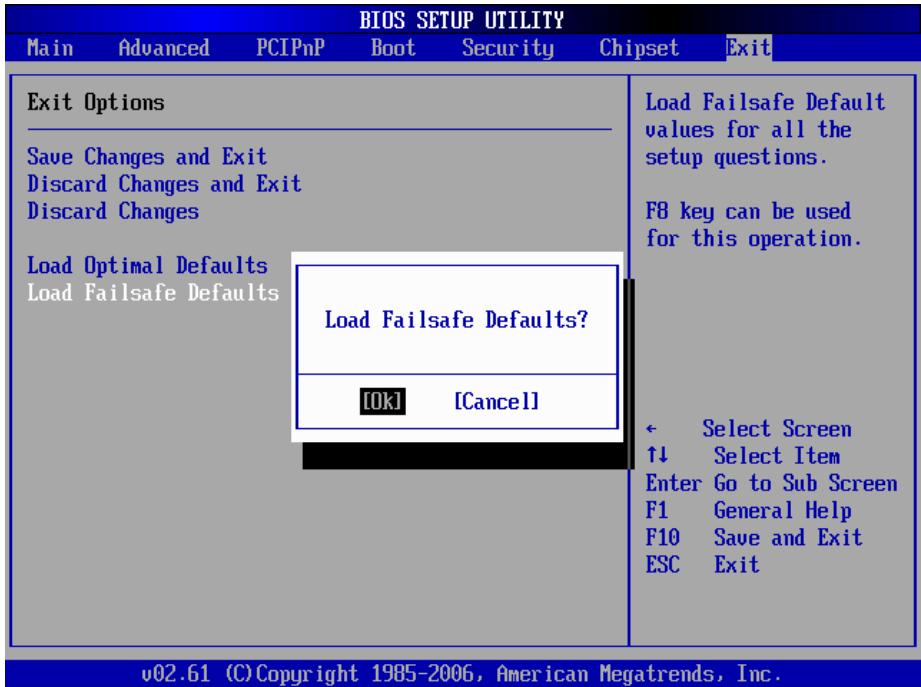 BIOS SETUP UTILITY
Main Advanced PCIPnP Boot Security Chipset Exit
Exit Options
Save Changes and Exit
Discard Changes and Exit
Discard Changes
Load Optimal Defaults
Load Failsafe Defaults
Load Failsafe Defaults?
[Ok] [Cancel]
Load Failsafe Default
values for all the
setup questions.
F8 key can be used
for this operation.
← Select Screen
↑↓ Select Item
Enter Go to Sub Screen
F1 General Help
F10 Save and Exit
ESC Exit
v02.61 (C)Copyright 1985-2006, American Megatrends, Inc.